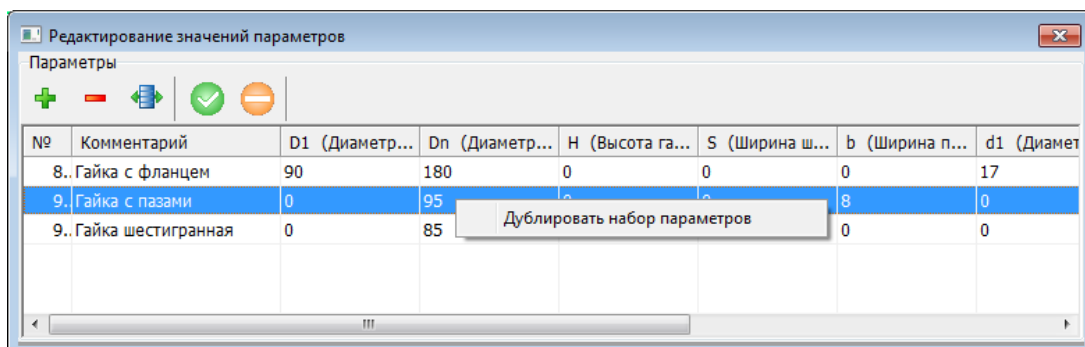 Редактирование значений параметров
Параметры
№ Комментарий D1 (Диаметр... Dn (Диаметр... H (Высота га... S (Ширина ш... b (Ширина п... d1 (Диамет
8.. Гайка с фланцем 90 180 0 0 0 17
9.. Гайка с пазами 0 95 8 0
Дублировать набор параметров
9.. Гайка шестигранная 0 85 0 0